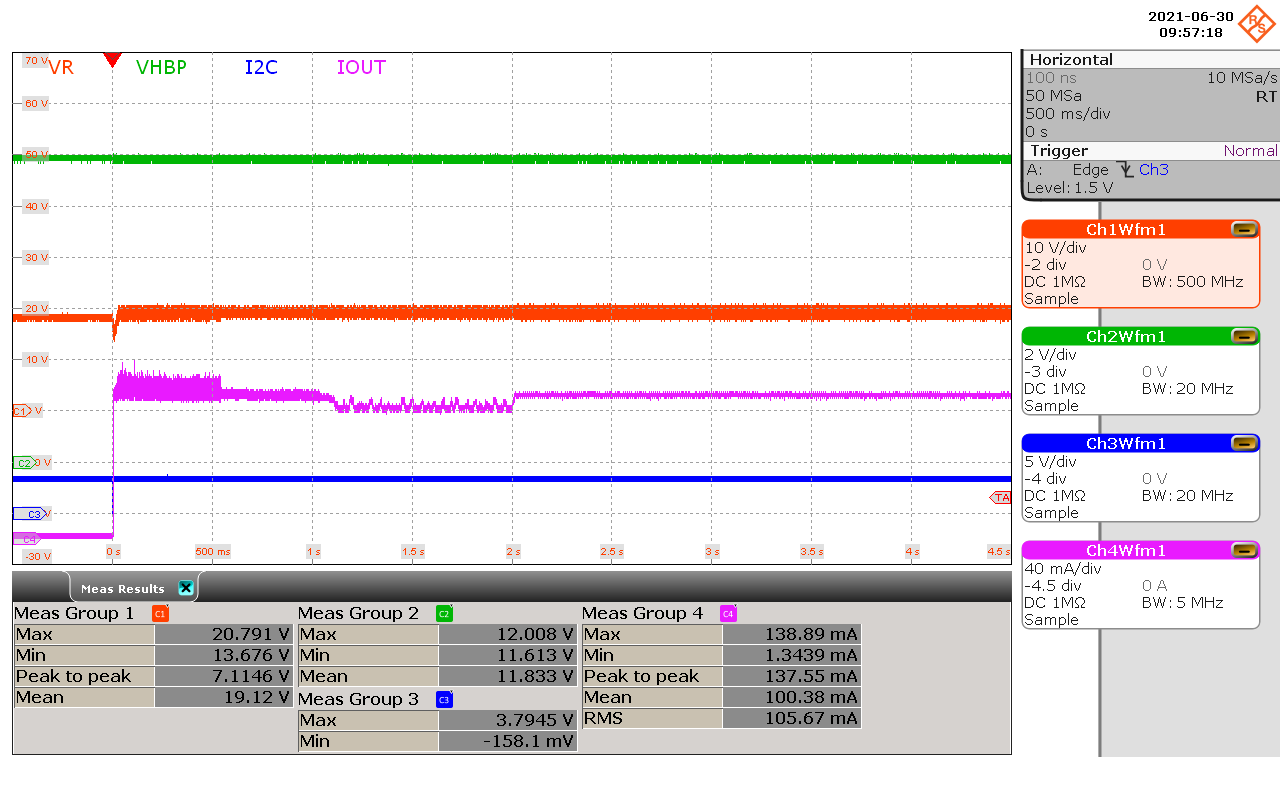 2021-06-30
09:57:18
R&S
70 V VR VHBP I2C IOUT
60 V
50 V
40 V
30 V
20 V
10 V
C1 V
C2 0 V
C3 V
C4
TA
-30 V
0 s 500 ms 1 s 1.5 s 2 s 2.5 s 3 s 3.5 s 4 s 4.5 s
Horizontal
100 ns 10 MSa/s
50 MSa RT
500 ms/div
0 s
Trigger Normal
A: Edge Ch3
Level: 1.5 V
Ch1Wfm1
10 V/div
-2 div 0 V
DC 1MΩ BW: 500 MHz
Sample
Ch2Wfm1
2 V/div
-3 div 0 V
DC 1MΩ BW: 20 MHz
Sample
Ch3Wfm1
5 V/div
-4 div 0 V
DC 1MΩ BW: 20 MHz
Sample
Ch4Wfm1
40 mA/div
-4.5 div 0 A
DC 1MΩ BW: 5 MHz
Sample
Meas Results
Meas Group 1 C1
Max 20.791 V
Min 13.676 V
Peak to peak 7.1146 V
Mean 19.12 V
Meas Group 2 C2
Max 12.008 V
Min 11.613 V
Mean 11.833 V
Meas Group 3 C3
Max 3.7945 V
Min -158.1 mV
Meas Group 4 C4
Max 138.89 mA
Min 1.3439 mA
Peak to peak 137.55 mA
Mean 100.38 mA
RMS 105.67 mA